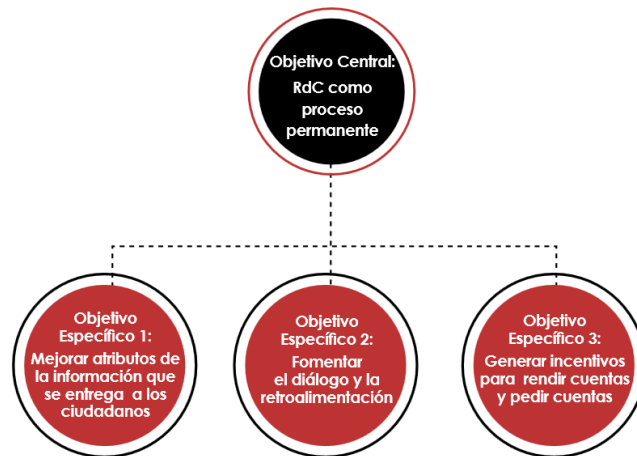 Objetivo Central:
RdC como
proceso
permanente
Objetivo
Específico 1:
Mejorar atributos de
la información que
se entrega a los
ciudadanos
Objetivo
Específico 2:
Fomentar
el diálogo y la
retroalimentación
Objetivo
Específico 3:
Generar incentivos
para rendir cuentas
y pedir cuentas